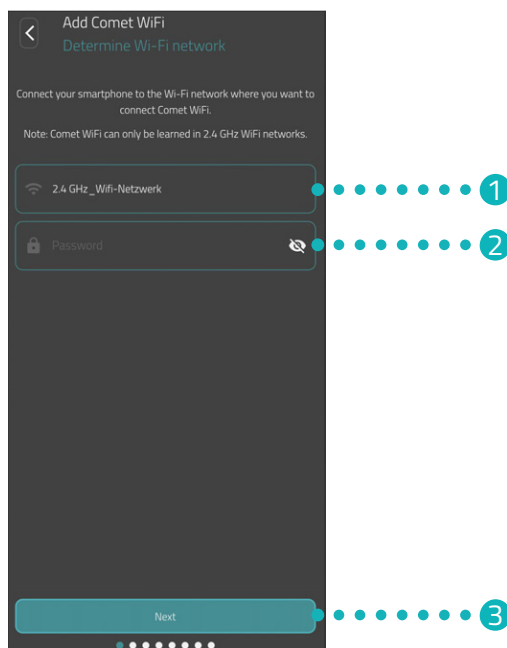 Add Comet WiFi
Determine Wi-Fi network
Connect your smartphone to the Wi-Fi network where you want to
connect Comet WiFi.
Note: Comet WiFi can only be learned in 2.4 GHz WiFi networks.
2.4 GHz_Wifi-Netzwerk
1
Password
2
Next
3